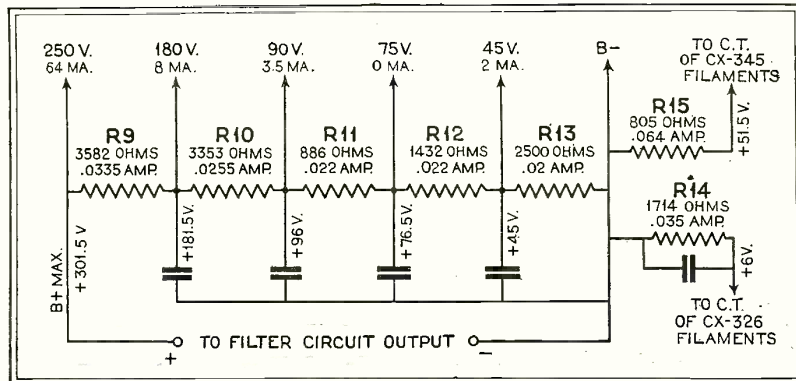 250 V.
64 MA.
180 V.
8 MA.
90 V.
3.5 MA.
75 V.
0 MA.
45 V.
2 MA.
B-
TO C.T.
OF CX-345
FILAMENTS
R9
3582 OHMS
.0335 AMP.
R10
3353 OHMS
.0255 AMP.
R11
886 OHMS
.022 AMP.
R12
1432 OHMS
.022 AMP.
R13
2500 OHMS
.02 AMP.
R15
805 OHMS
.064 AMP.
+51.5 V.
R14
1714 OHMS
.035 AMP.
B+ MAX.
+301.5 V
+181.5V.
+96 V.
+76.5V.
+45V.
+6V.
TO C.T.
OF CX-326
FILAMENTS
+ TO FILTER CIRCUIT OUTPUT -